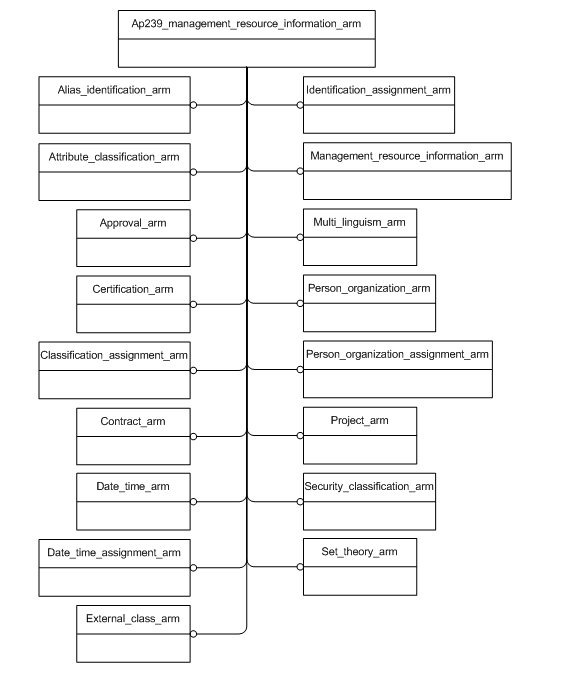 Ap239_management_resource_information_arm
Alias_identification_arm
Identification_assignment_arm
Attribute_classification_arm
Management_resource_information_arm
Approval_arm
Multi_linguism_arm
Certification_arm
Person_organization_arm
Classification_assignment_arm
Person_organization_assignment_arm
Contract_arm
Project_arm
Date_time_arm
Security_classification_arm
Date_time_assignment_arm
Set_theory_arm
External_class_arm